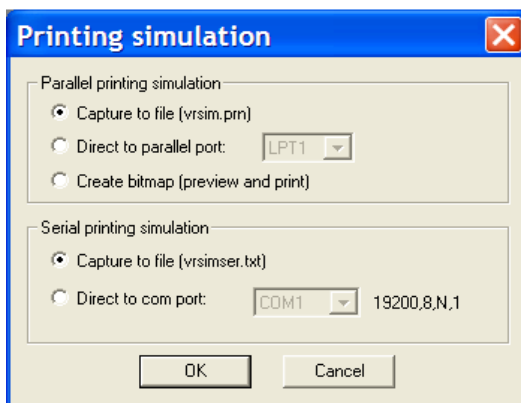 Printing simulation
Parallel printing simulation
Capture to file (vrsim.prn)
Direct to parallel port: LPT1
Create bitmap (preview and print)
Serial printing simulation
Capture to file (vrsimser.txt)
Direct to com port: COM1 19200,8,N,1
OK Cancel